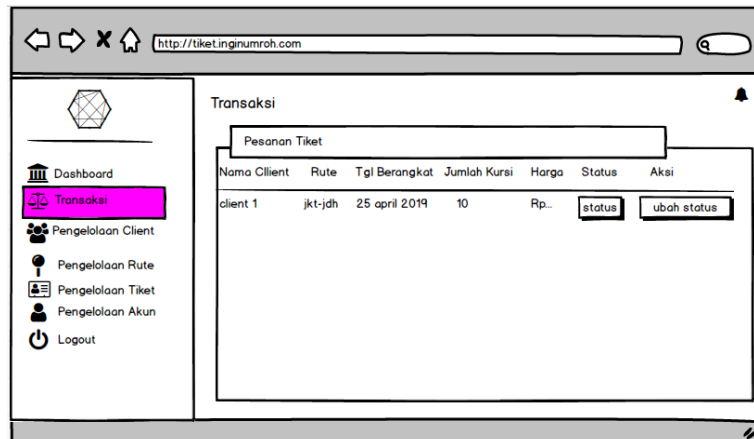 http://tiket.inginumroh.com
Dashboard
Transaksi
Pengelolaan Client
Pengelolaan Rute
Pengelolaan Tiket
Pengelolaan Akun
Logout
Transaksi
Pesanan Tiket
Nama Cllient Rute Tgl Berangkat Jumlah Kursi Harga Status Aksi
client 1 jkt-jdh 25 april 2019 10 Rp... status ubah status